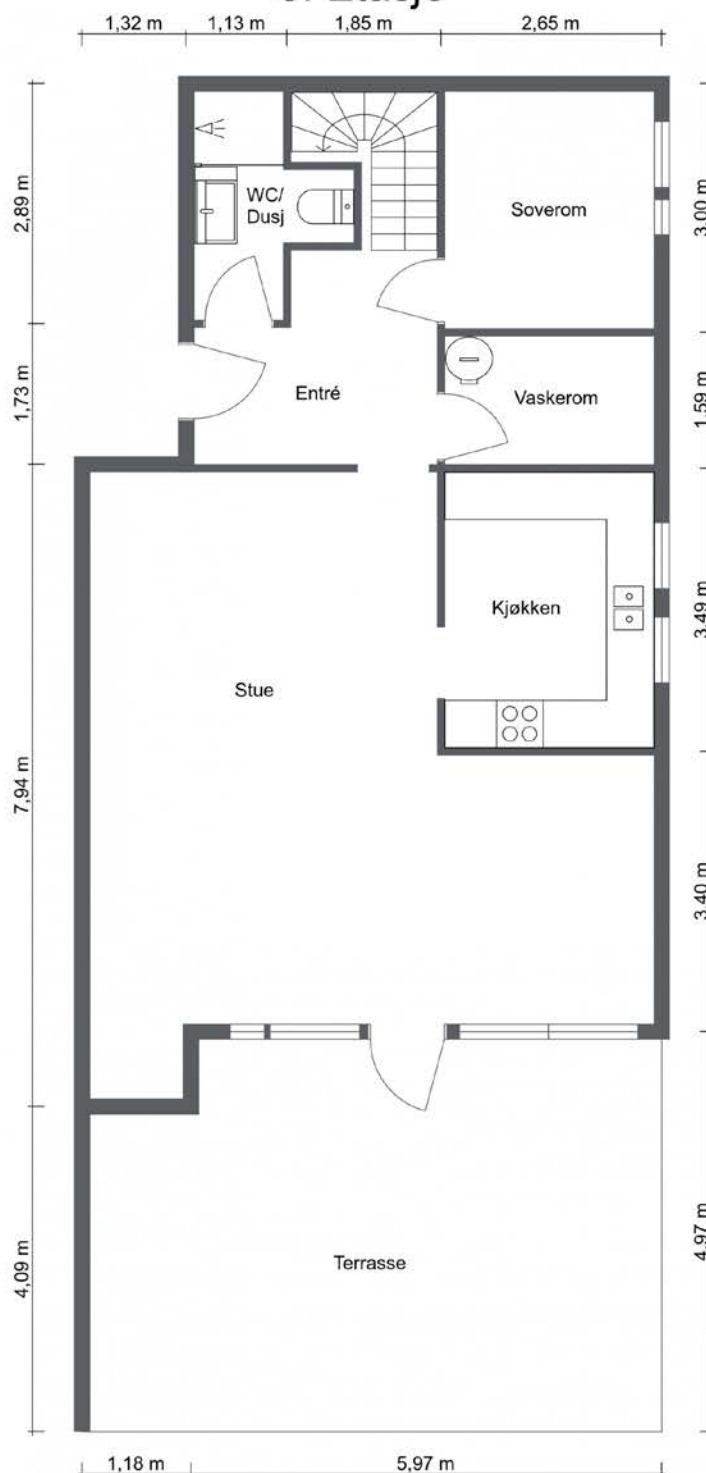 1,32 m 1,13 m 1,85 m 2,65 m
2,89 m
3,00 m
WC/
Dusj
Soverom
1,73 m
Entré
Vaskerom
1,59 m
Kjøkken
3,49 m
Stue
7,94 m
3,40 m
Terrasse
4,09 m
4,97 m
1,18 m 5,97 m